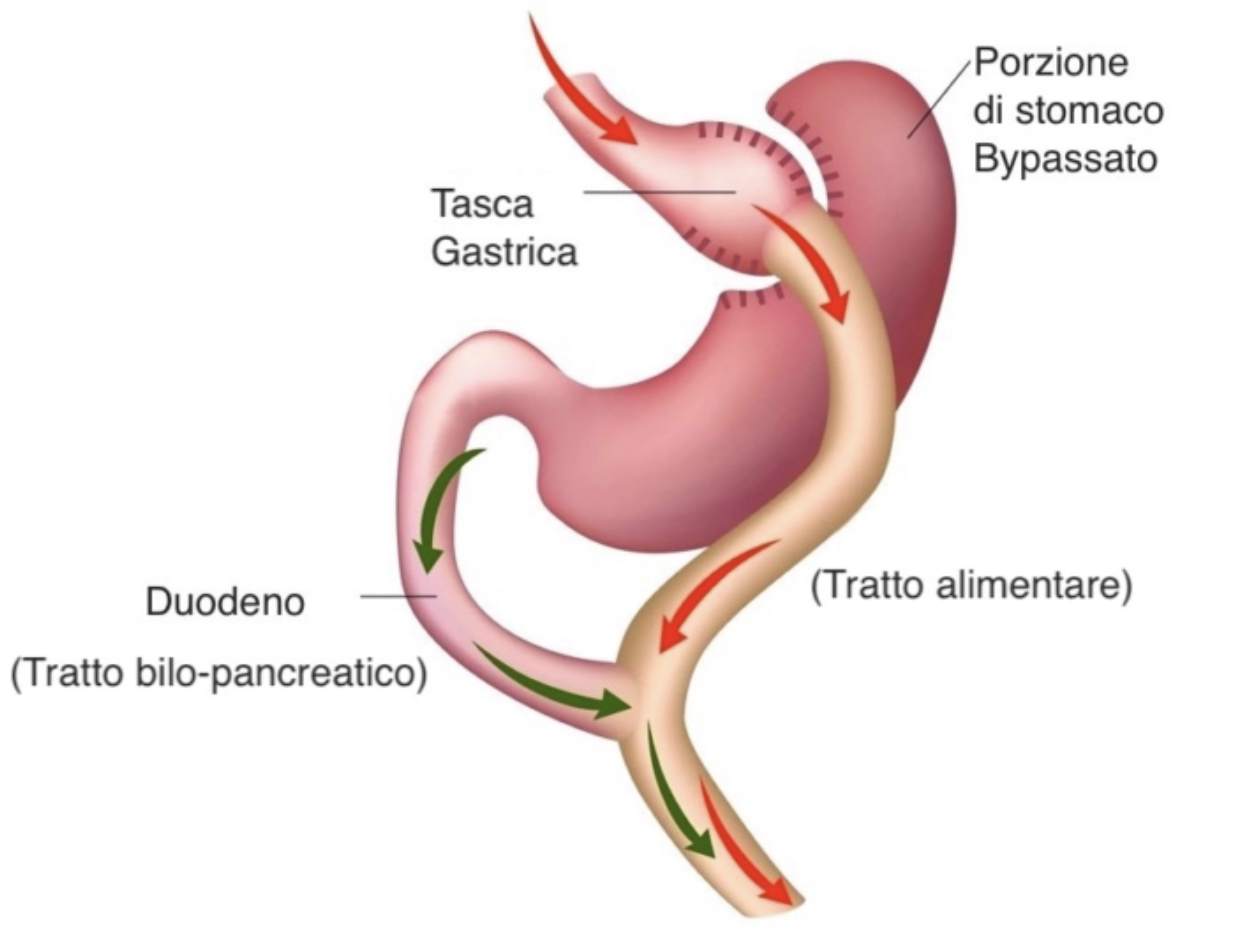 Porzione
di stomaco
Bypassato
Tasca
Gastrica
(Tratto alimentare)
Duodeno
(Tratto bilo-pancreatico)